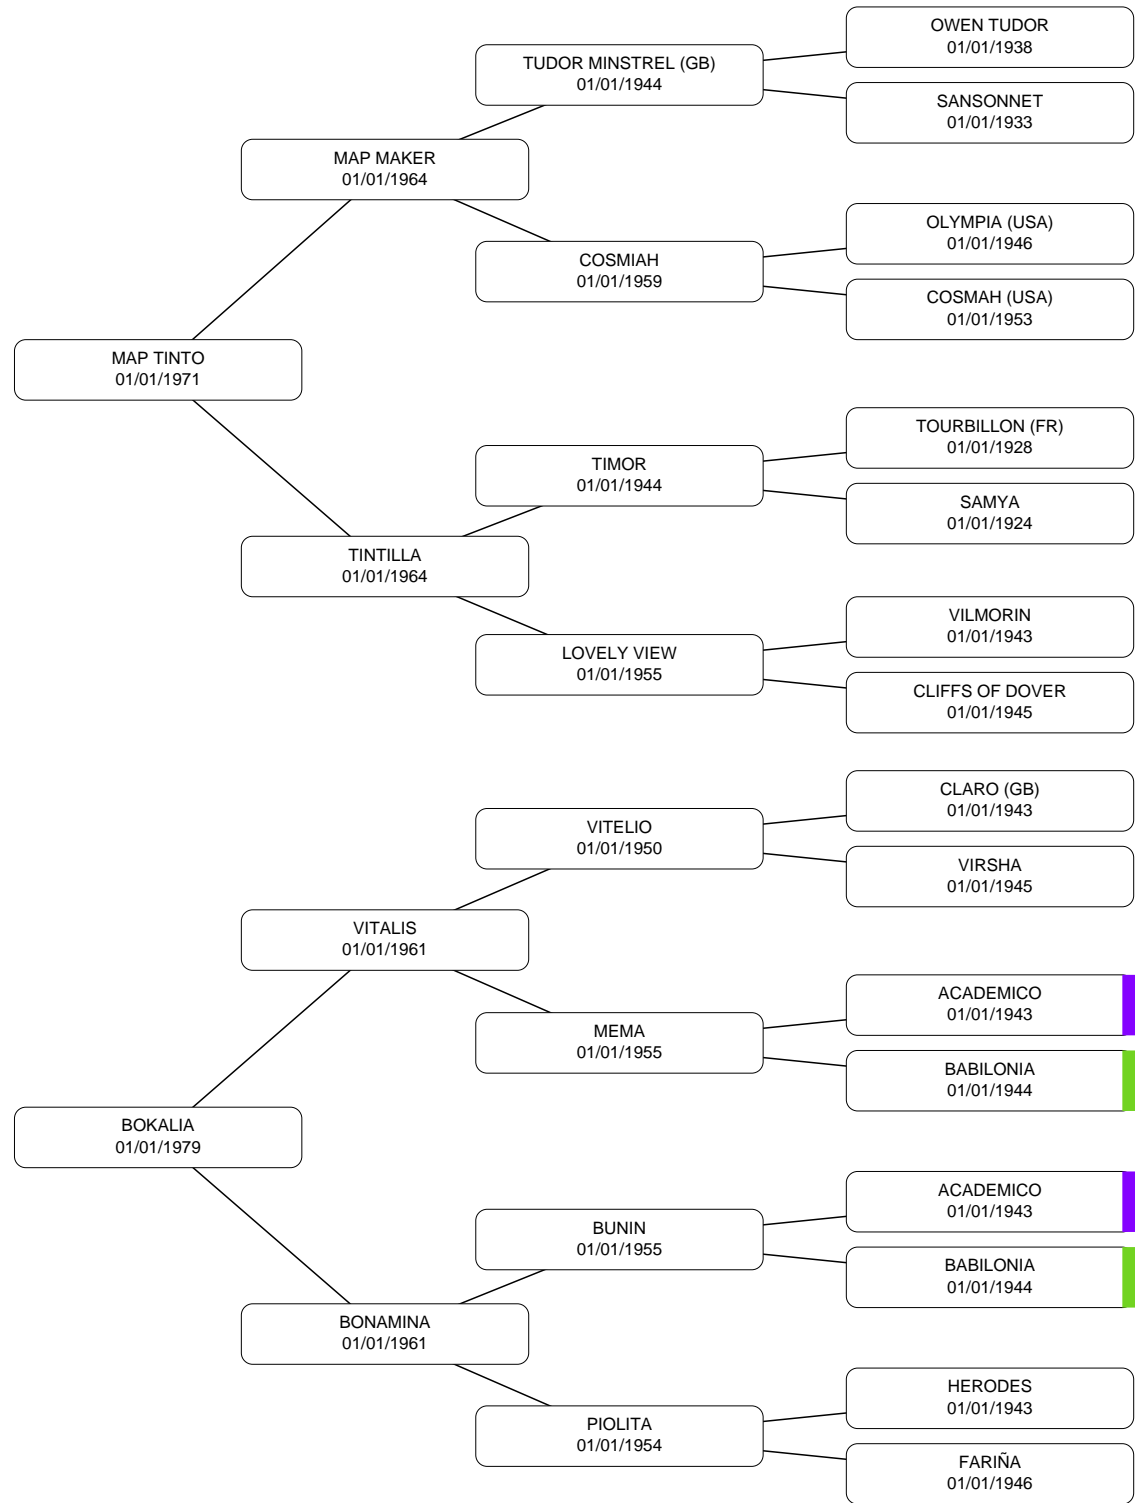 OWEN TUDOR
01/01/1938
TUDOR MINSTREL (GB)
01/01/1944
SANSONNET
01/01/1933
MAP MAKER
01/01/1964
OLYMPIA (USA)
01/01/1946
COSMIAH
01/01/1959
COSMAH (USA)
01/01/1953
MAP TINTO
01/01/1971
TOURBILLON (FR)
01/01/1928
TIMOR
01/01/1944
SAMYA
01/01/1924
TINTILLA
01/01/1964
VILMORIN
01/01/1943
LOVELY VIEW
01/01/1955
CLIFFS OF DOVER
01/01/1945
CLARO (GB)
01/01/1943
VITELIO
01/01/1950
VIRSHA
01/01/1945
VITALIS
01/01/1961
ACADEMICO
01/01/1943
MEMA
01/01/1955
BABILONIA
01/01/1944
BOKALIA
01/01/1979
ACADEMICO
01/01/1943
BUNIN
01/01/1955
BABILONIA
01/01/1944
BONAMINA
01/01/1961
HERODES
01/01/1943
PIOLITA
01/01/1954
FARIÑA
01/01/1946